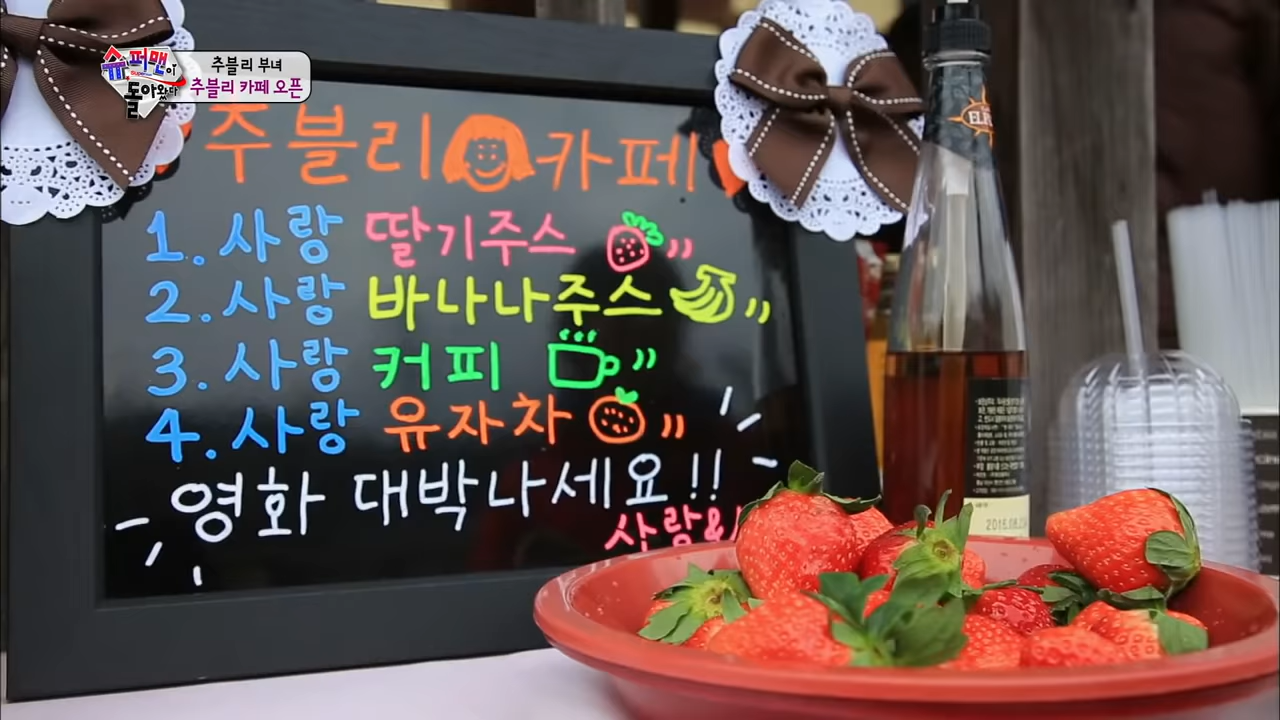 슈퍼맨이 돌아왔다
추블리 부녀
추블리 카페 오픈
추블리 카페
1. 사랑 딸기주스
2. 사랑 바나나주스
3. 사랑 커피
4. 사랑 유자차
영화 대박나세요!!
사랑&